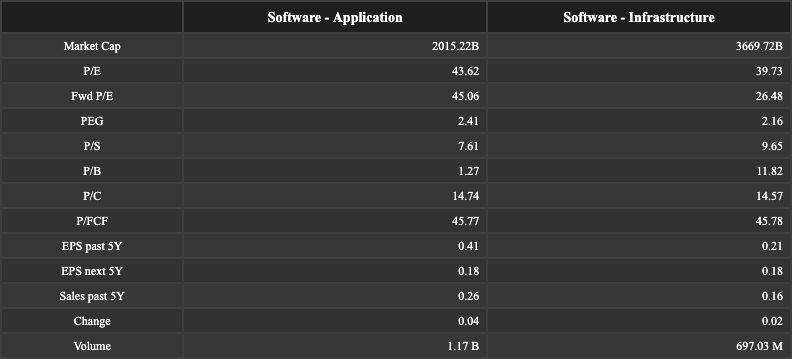 Software - Application Software - Infrastructure
Market Cap 2015.22B 3669.72B
P/E 43.62 39.73
Fwd P/E 45.06 26.48
PEG 2.41 2.16
P/S 7.61 9.65
P/B 1.27 11.82
P/C 14.74 14.57
P/FCF 45.77 45.78
EPS past 5Y 0.41 0.21
EPS next 5Y 0.18 0.18
Sales past 5Y 0.26 0.16
Change 0.04 0.02
Volume 1.17 B 697.03 M